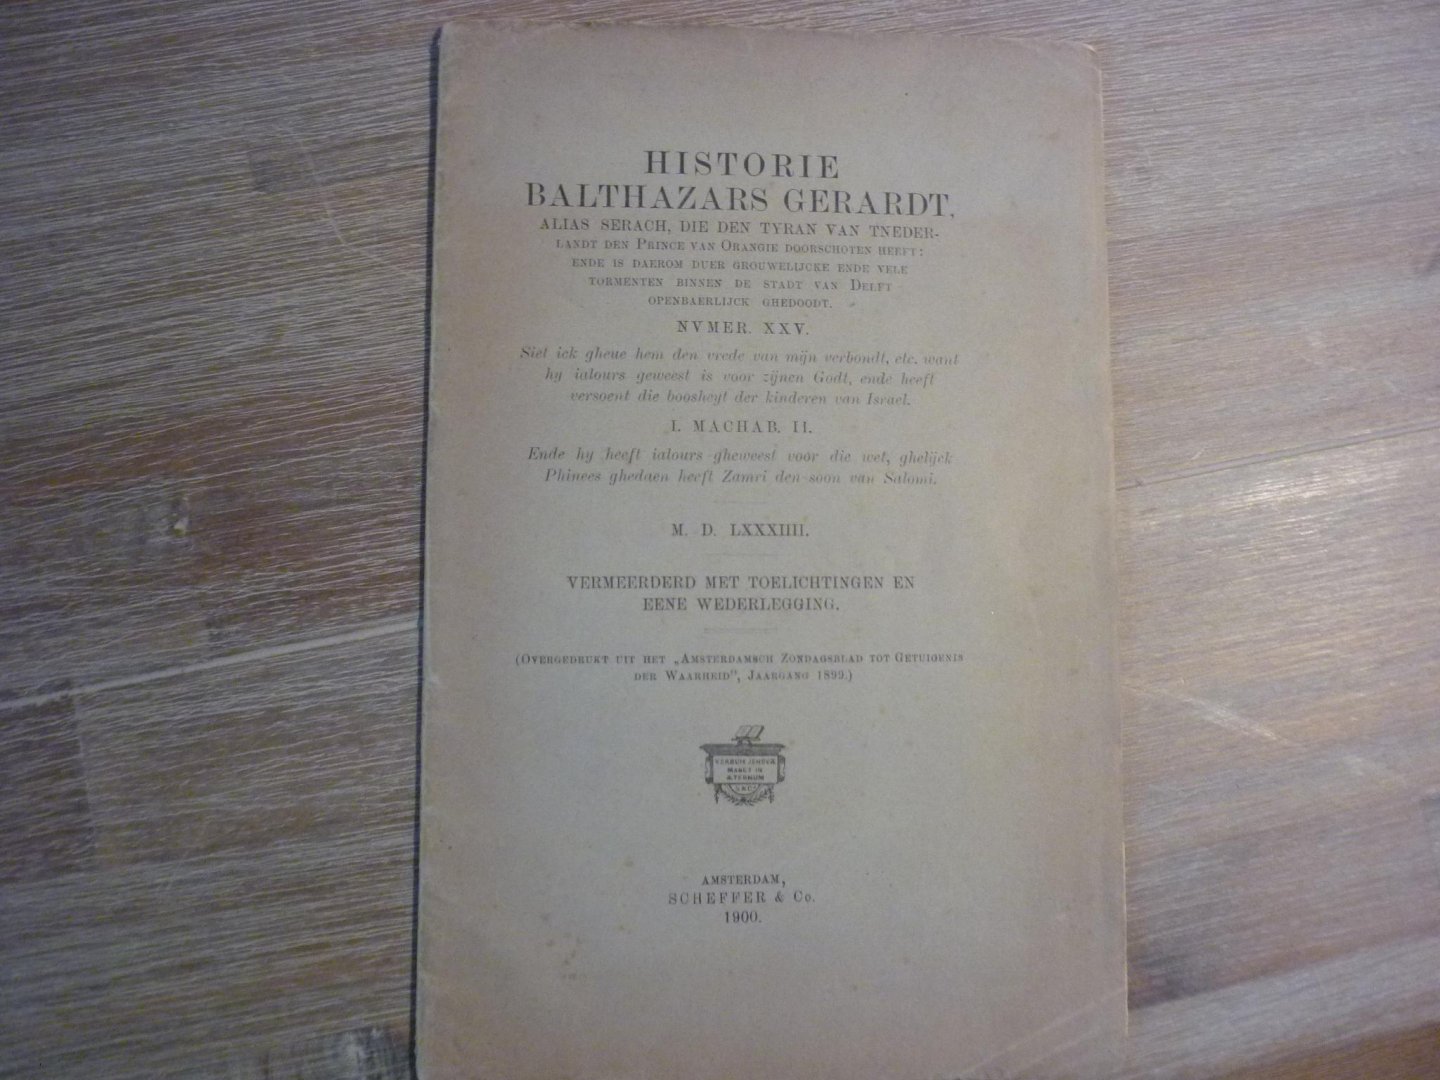 HISTORIE
BALTHAZARS GERARDT,
ALIAS SERACH, DIE DEN TYRAN VAN TNEDER-
LANDT DEN PRINCE VAN ORANGIE DOORSCHOTEN HEEFT:
ENDE IS DAEROM DUER GROUWELIJCKE ENDE VELE
TORMENTEN BINNEN DE STADT VAN DELFT
OPENBAERLIJCK GHEDOODT.
NVMER. XXV.
Siet ick gheue hem den vrede van mijn verbondt, etc. want
hy ialours geweest is voor zijnen Godt, ende heeft
versoent die boosheyt der kinderen van Israel.
I. MACHAB. II.
Ende hy heeft ialours gheweest voor die wet, ghelijck
Phinees ghedaen heeft Zamri den soon van Salomi.
M. D. LXXXIIII.
VERMEERDERD MET TOELICHTINGEN EN
EENE WEDERLEGGING.
(OVERGEDRUKT UIT HET „AMSTERDAMSCH ZONDAGSBLAD TOT GETUIGENIS
DER WAARHEID”, JAARGANG 1899.)
VERBUM JEHOVÆ
MANET IN
ÆTERNUM
AMSTERDAM,
SCHEFFER & Co.
1900.